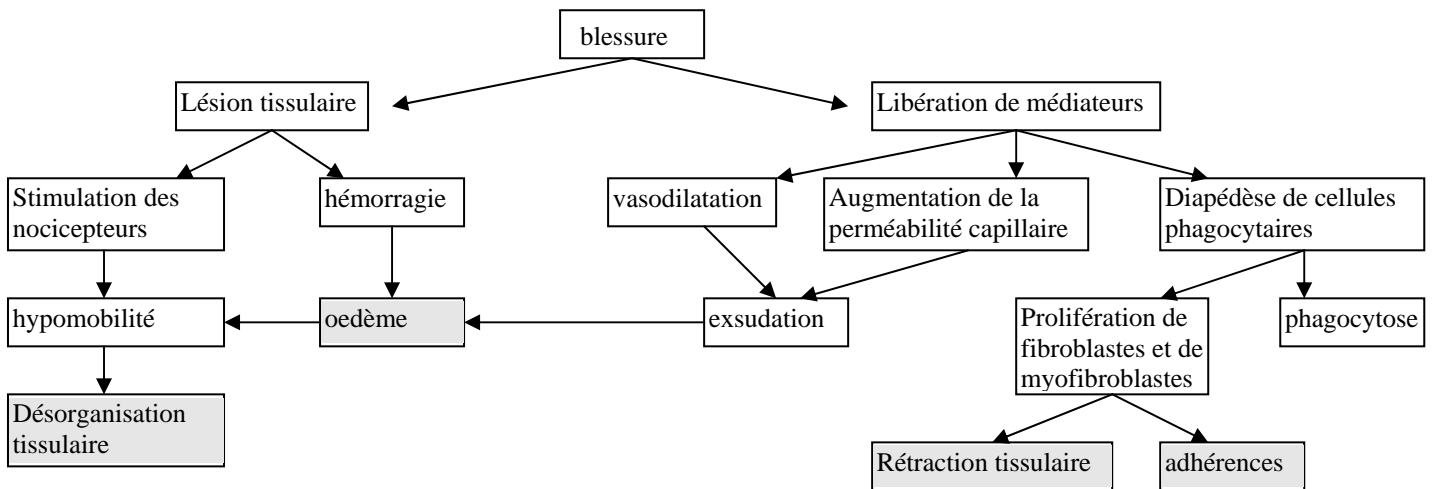 blessure
Lésion tissulaire
Libération de médiateurs
Stimulation des
nocicepteurs
hémorragie
vasodilatation
Augmentation de la
perméabilité capillaire
Diapédèse de cellules
phagocytaires
hypomobilité
oedème
exsudation
Prolifération de
fibroblastes et de
myofibroblastes
phagocytose
Désorganisation
tissulaire
Rétraction tissulaire
adhérences